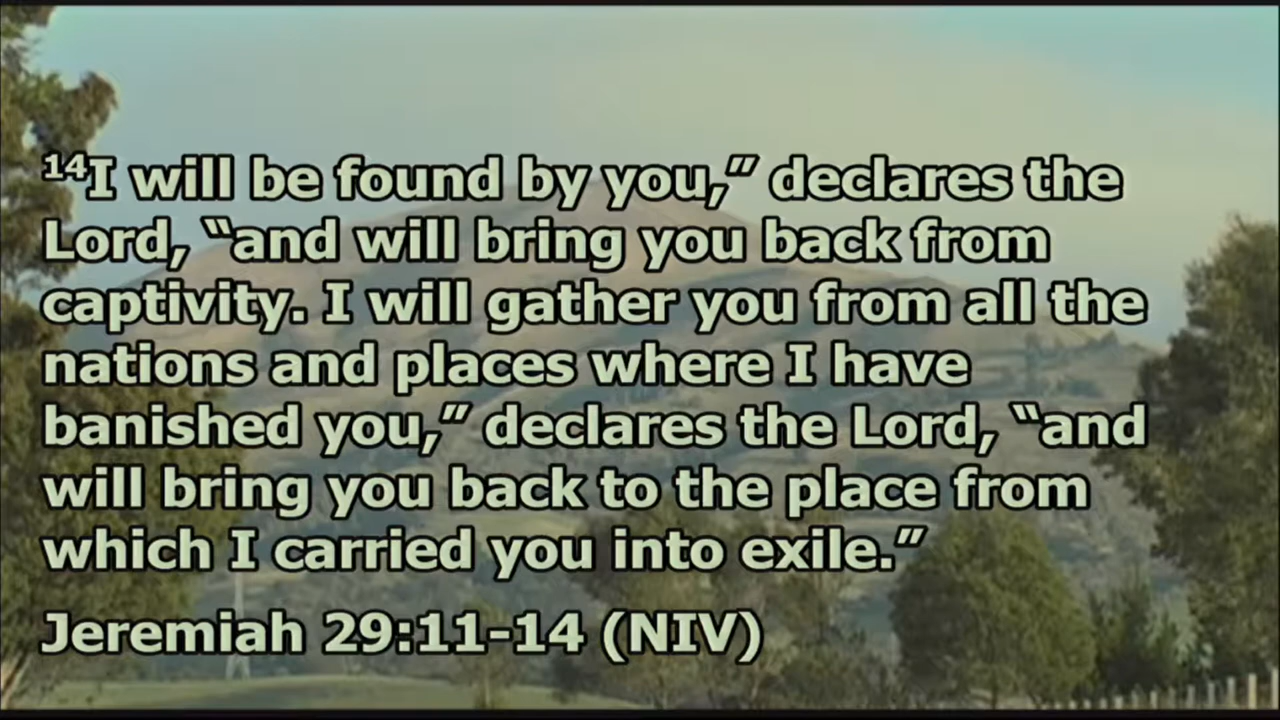 ¹⁴I will be found by you,” declares the
Lord, “and will bring you back from
captivity. I will gather you from all the
nations and places where I have
banished you,” declares the Lord, “and
will bring you back to the place from
which I carried you into exile.”
Jeremiah 29:11-14 (NIV)